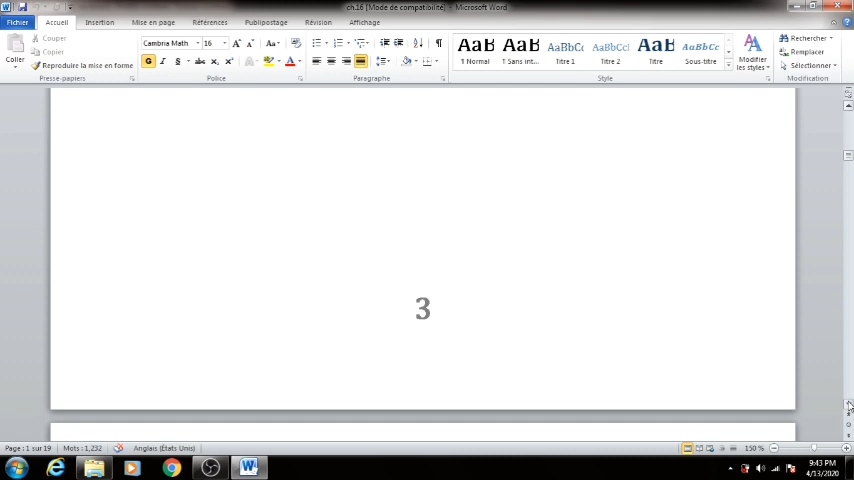 ch.16 [Mode de compatibilité] - Microsoft Word
Fichier Accueil Insertion Mise en page Références Publipostage Révision Affichage
Coller
Couper
Copier
Reproduire la mise en forme
Presse-papiers
Cambria Math 16
Police
Paragraphe
AaB AaB AaBbCc AaBbCcl AaB AaBbCc
¶ Normal ¶ Sans int... Titre 1 Titre 2 Titre Sous-titre
Style
Modifier
les styles
Rechercher
Remplacer
Sélectionner
Modification
3
Page : 1 sur 19 Mots : 1,232 Anglais (États Unis) 150 %
9:43 PM
4/13/2020